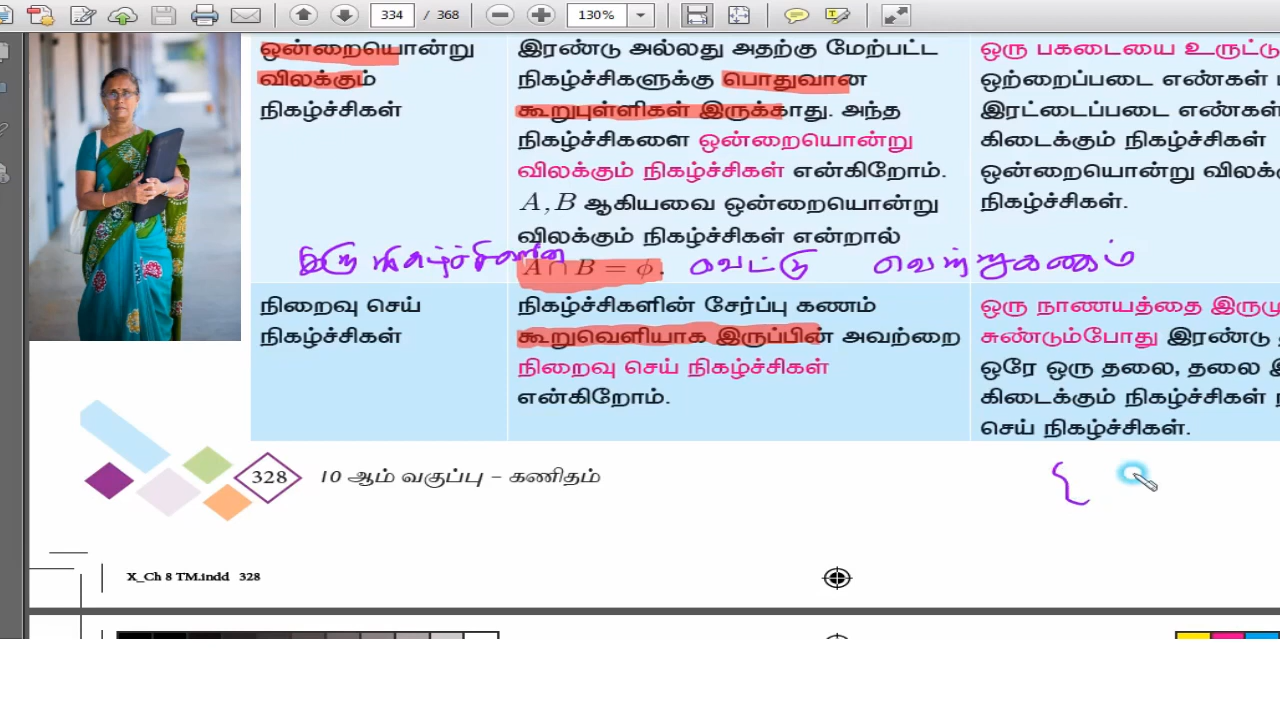 334 / 368
130%
ஒன்றையொன்று
விலக்கும்
நிகழ்ச்சிகள்
இரண்டு அல்லது அதற்கு மேற்பட்ட
நிகழ்ச்சிகளுக்கு பொதுவான
கூறுபுள்ளிகள் இருக்காது. அந்த
நிகழ்ச்சிகளை ஒன்றையொன்று
விலக்கும் நிகழ்ச்சிகள் என்கிறோம்.
A, B ஆகியவை ஒன்றையொன்று
விலக்கும் நிகழ்ச்சிகள் என்றால்
A ∩ B = ϕ.
ஒரு பகடையை உருட்டு
ஒற்றைப்படை எண்கள்
இரட்டைப்படை எண்கள்
கிடைக்கும் நிகழ்ச்சிகள்
ஒன்றையொன்று
நிகழ்ச்சிகள்.
இரு நிகழ்ச்சிகளின் வெட்டு வெற்றுகணம்
நிறைவு செய்
நிகழ்ச்சிகள்
நிகழ்ச்சிகளின் சேர்ப்பு கணம்
கூறுவெளியாக இருப்பின் அவற்றை
நிறைவு செய் நிகழ்ச்சிகள்
என்கிறோம்.
ஒரு நாணயத்தை
சுண்டும்போது இரண்டு
ஒரே ஒரு தலை, தலை
கிடைக்கும் நிகழ்ச்சிகள்
செய் நிகழ்ச்சிகள்.
{
328 10 ஆம் வகுப்பு – கணிதம்
X_Ch 8 TM.indd 328